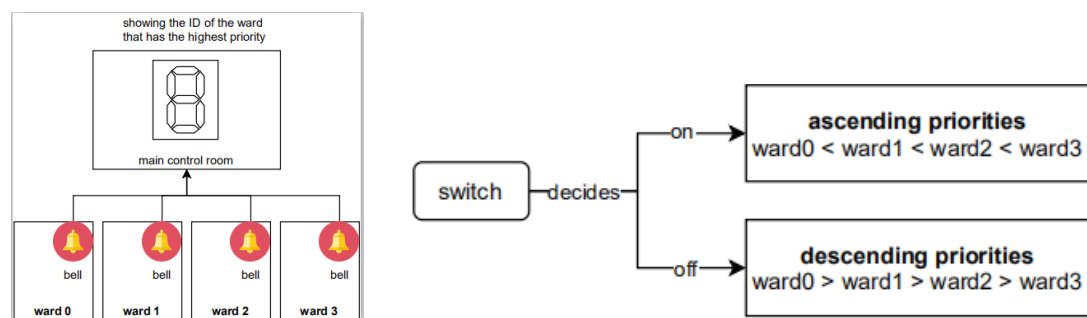 showing the ID of the ward
that has the highest priority
main control room
bell
bell
bell
bell
ward 0
ward 1
ward 2
ward 3
switch
decides
on
ascending priorities
ward0 < ward1 < ward2 < ward3
off
descending priorities
ward0 > ward1 > ward2 > ward3